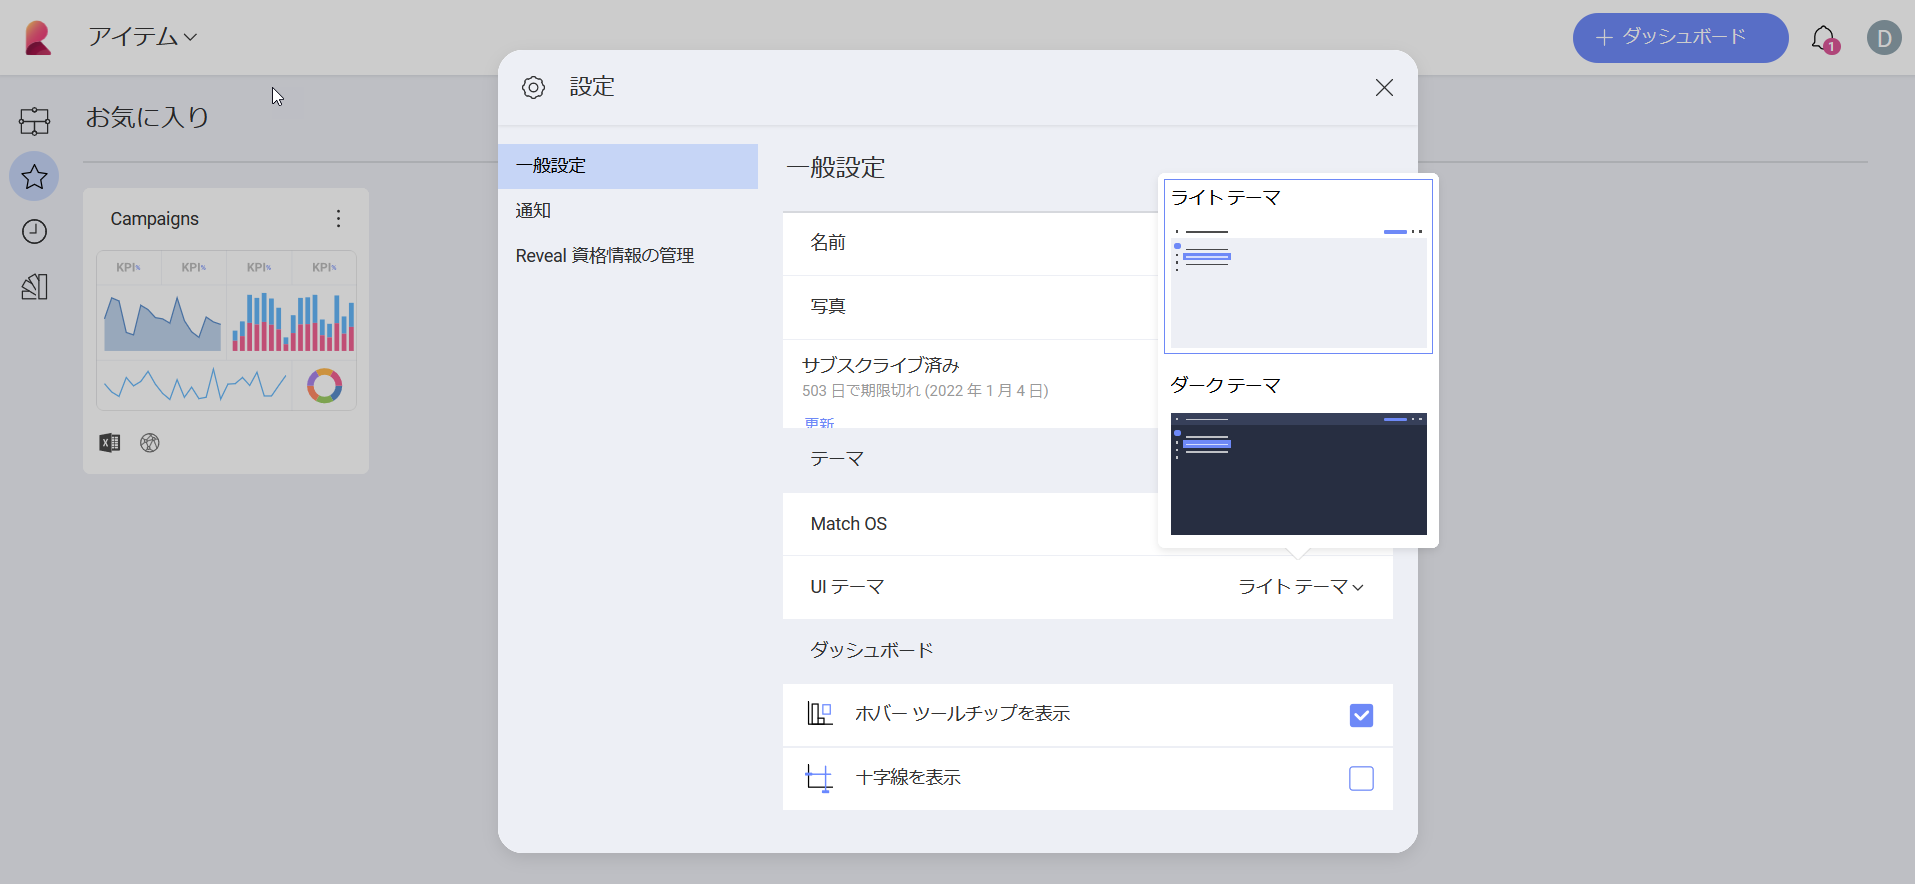 アイテム
ダッシュボード
1
D
お気に入り
Campaigns
KPI% KPI% KPI% KPI%
設定
一般設定
通知
Reveal 資格情報の管理
一般設定
名前
写真
サブスクライブ済み
503 日で期限切れ (2022 年 1 月 4 日)
更新
テーマ
Match OS
UI テーマ
ライト テーマ
ライト テーマ
ダーク テーマ
ダッシュボード
ホバー ツールチップを表示
十字線を表示